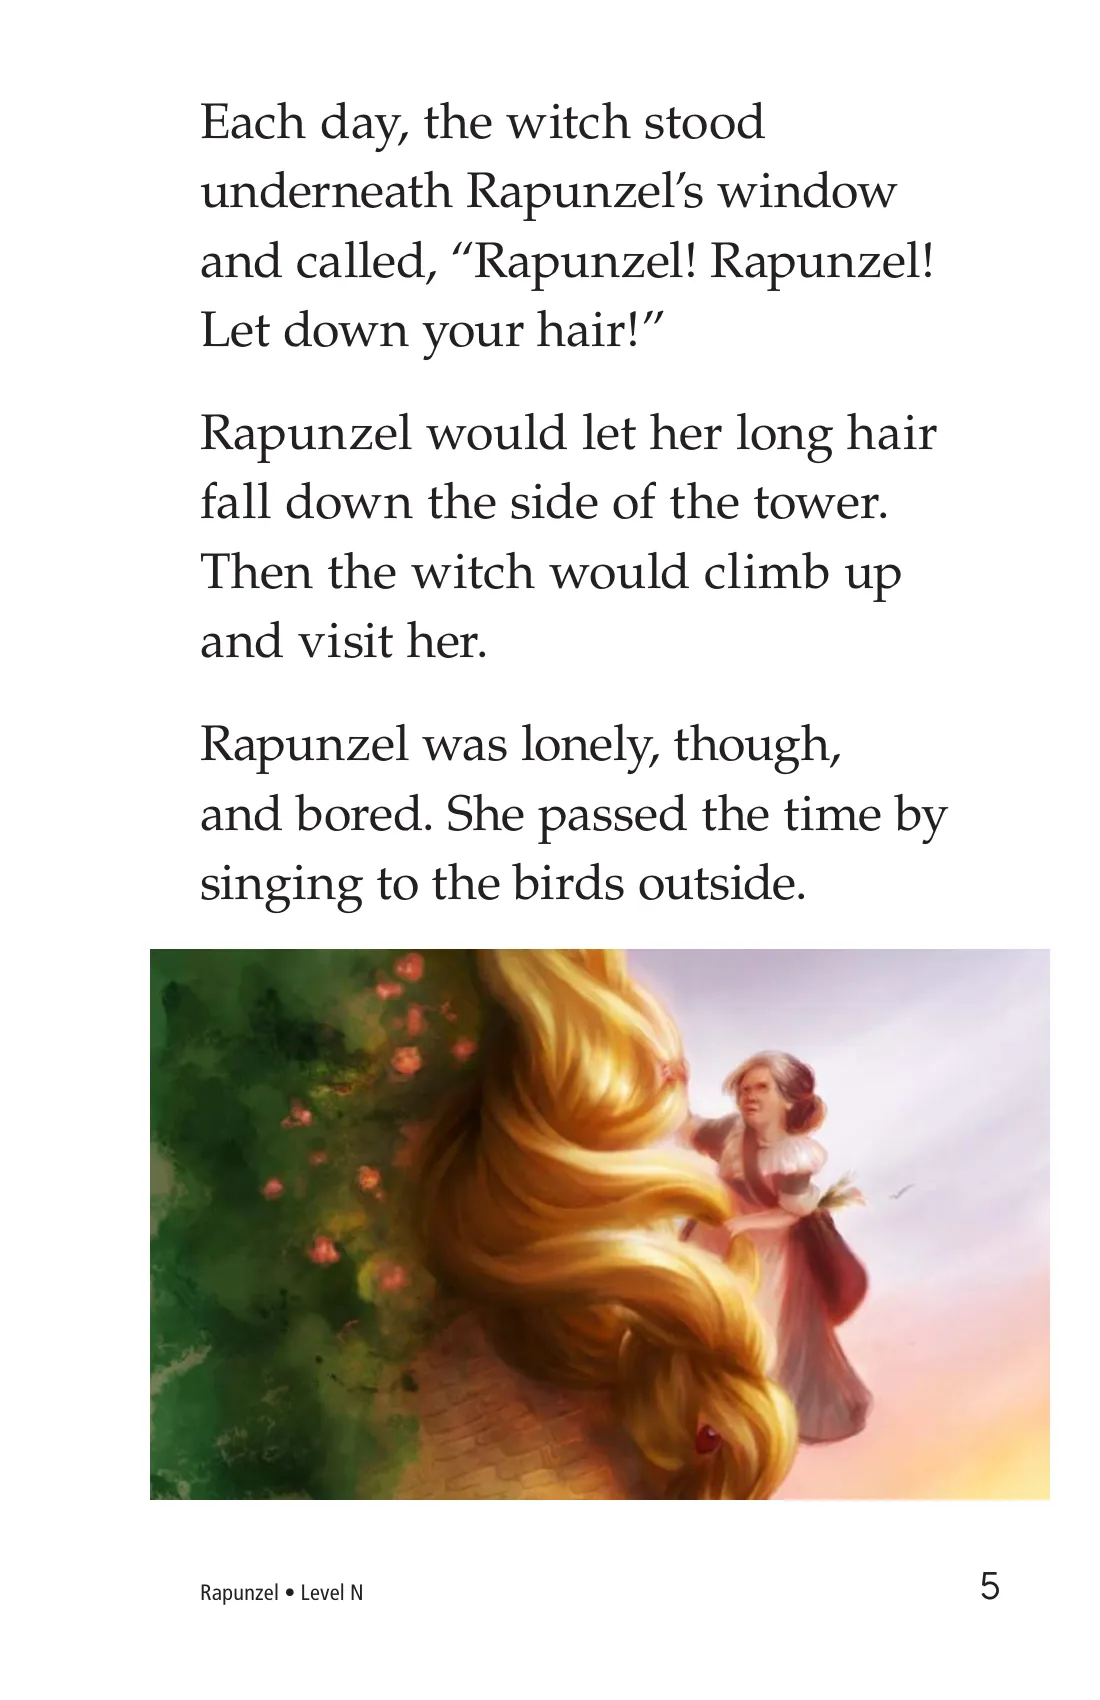 Each day, the witch stood
underneath Rapunzel’s window
and called, “Rapunzel! Rapunzel!
Let down your hair!”
Rapunzel would let her long hair
fall down the side of the tower.
Then the witch would climb up
and visit her.
Rapunzel was lonely, though,
and bored. She passed the time by
singing to the birds outside.
Rapunzel • Level N
5